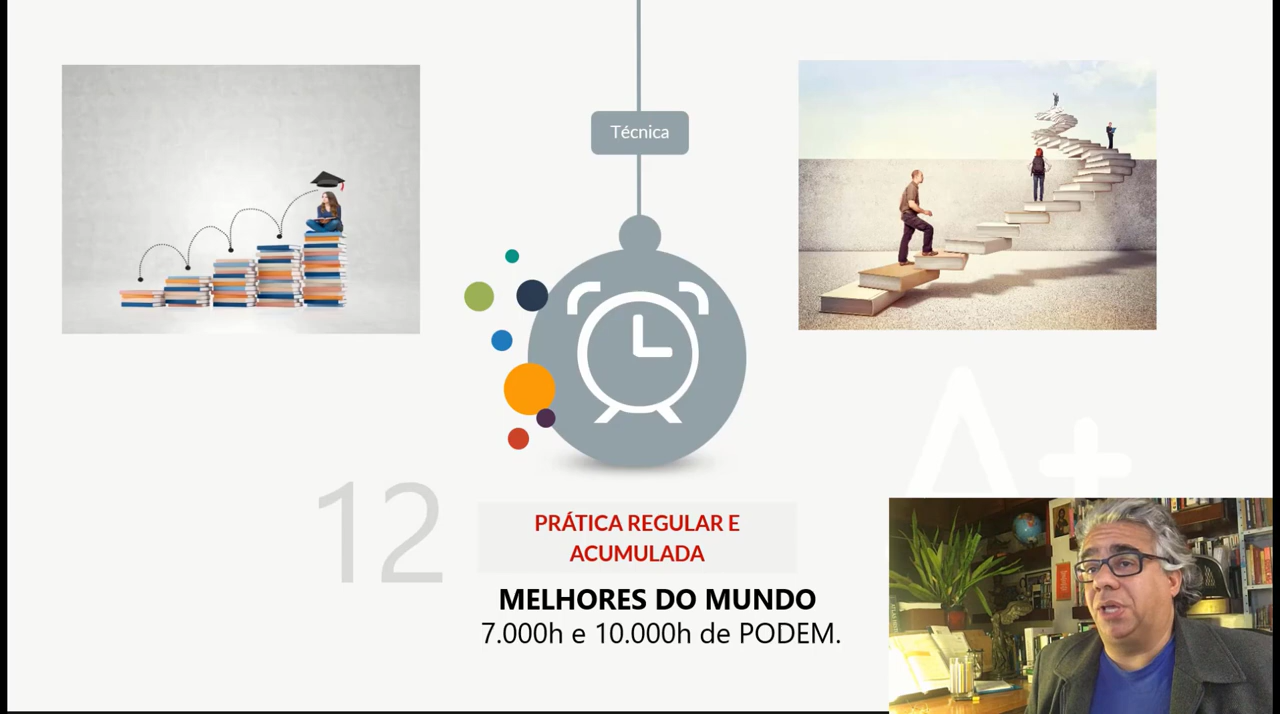 Técnica
A+
12
PRÁTICA REGULAR E
ACUMULADA
MELHORES DO MUNDO
7.000h e 10.000h de PODEM.